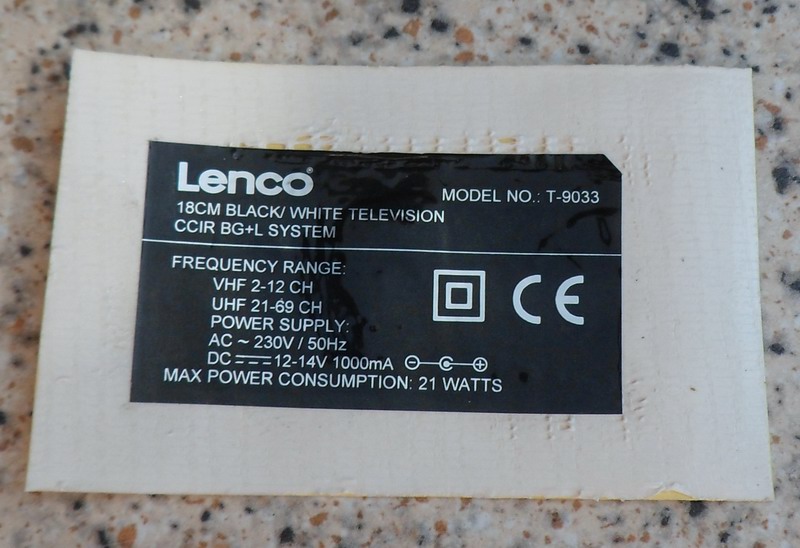 Lenco®
MODEL NO.: T-9033
18CM BLACK/ WHITE TELEVISION
CCIR BG+L SYSTEM
FREQUENCY RANGE:
VHF 2-12 CH
UHF 21-69 CH
POWER SUPPLY:
AC ~ 230V / 50Hz
DC ⎓ 12-14V 1000mA
MAX POWER CONSUMPTION: 21 WATTS
CE